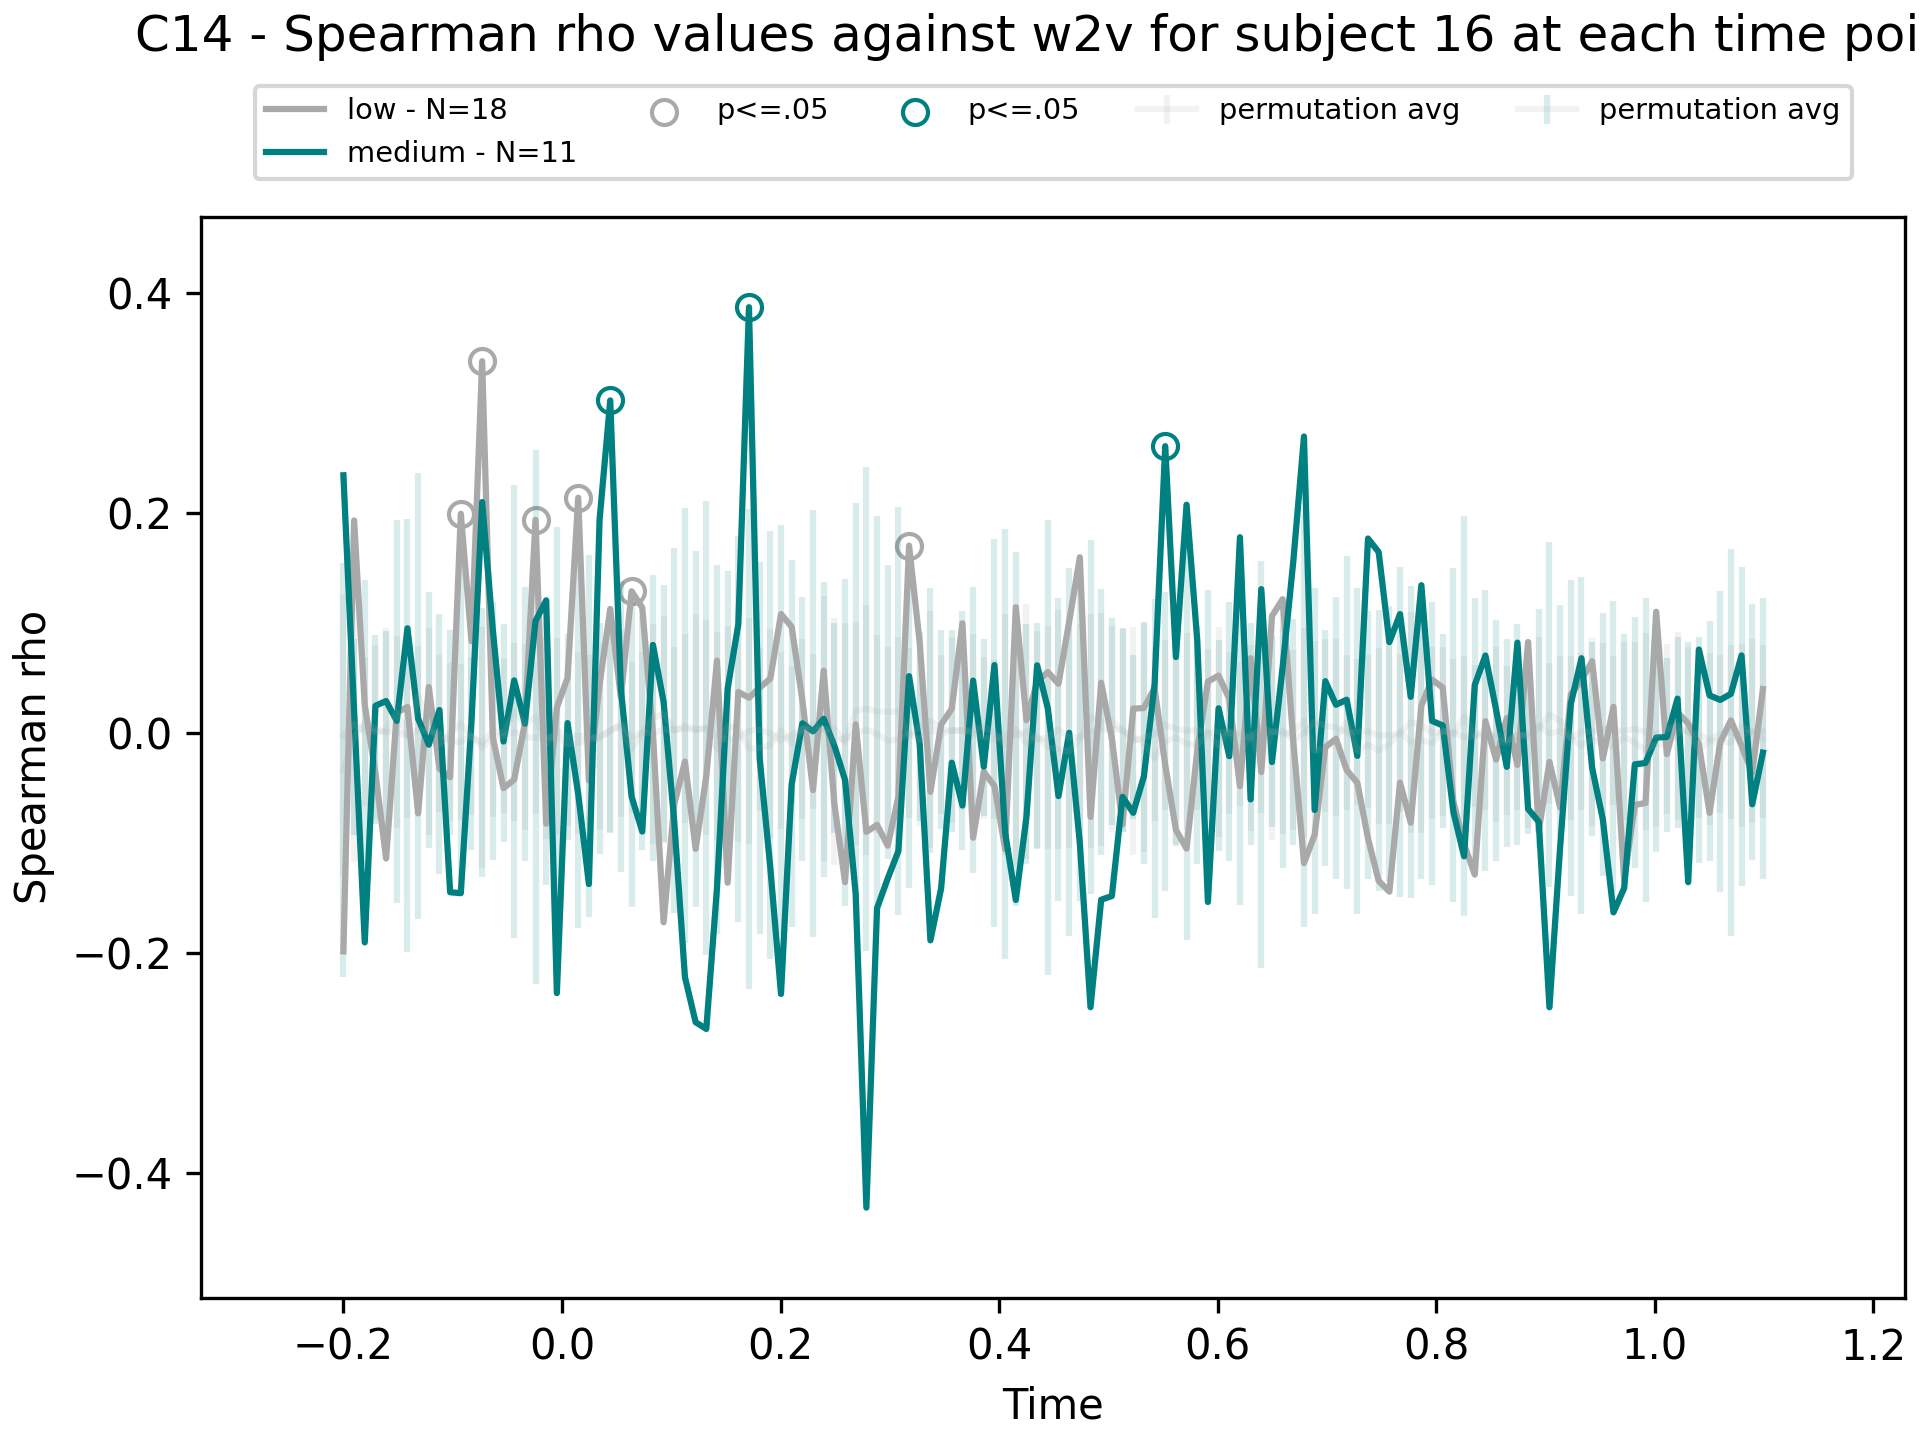 C14 - Spearman rho values against w2v for subject 16 at each time poi
low - N=18
medium - N=11
p<=.05
p<=.05
permutation avg
permutation avg
Spearman rho
0.4
0.2
0.0
−0.2
−0.4
−0.2
0.0
0.2
0.4
0.6
0.8
1.0
1.2
Time